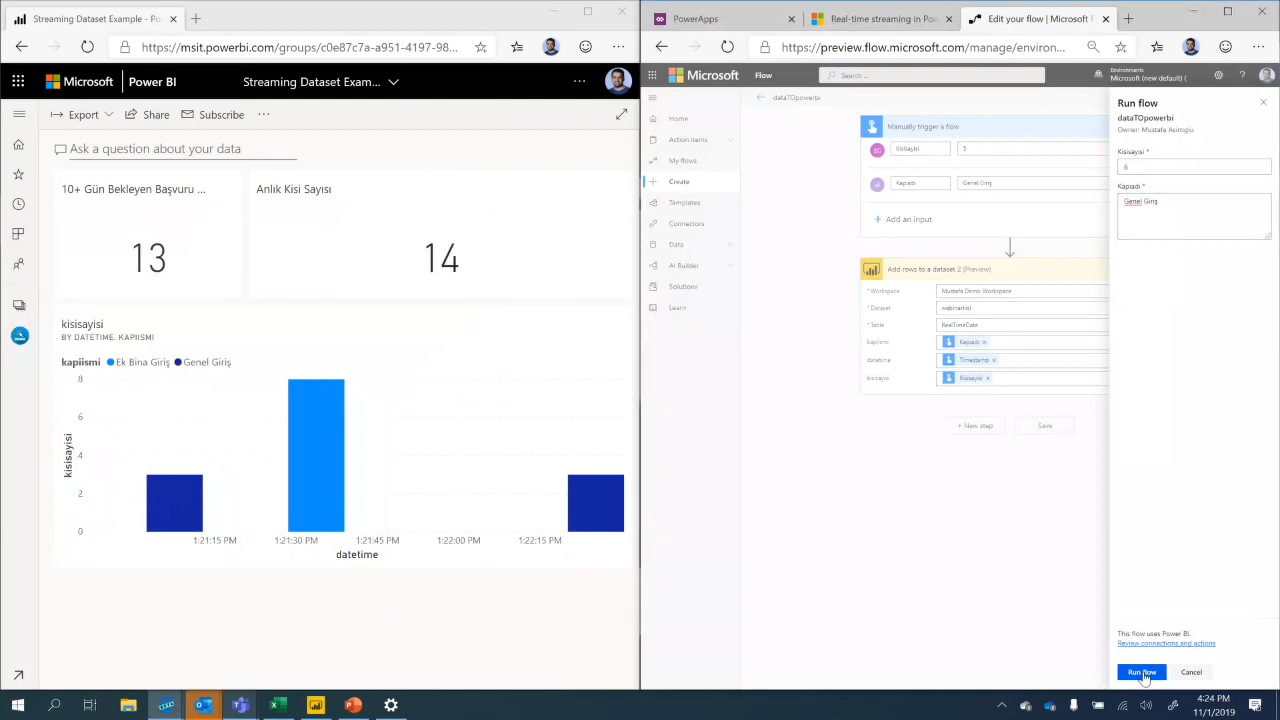 Streaming Dataset Example - Po
PowerApps
Real-time streaming in Power
Edit your flow | Microsoft F
https://msit.powerbi.com/groups/c0e87c7a-a951-4197-98...
https://preview.flow.microsoft.com/manage/environ...
Microsoft
Power BI
Streaming Dataset Exam...
Microsoft
Flow
Search ...
Environments
Microsoft (new default) (
Export
Share
Subscribe
Ask a question about your data
10+ Gün Bekleyen Başvuru ...
13
14
kisisayisi
BY DATETIME, KAPIISMI
kapiismi
Ek Bina Giriş
Genel Giriş
8
6
4
2
0
kisisayisi
1:21:15 PM
1:21:30 PM
1:21:45 PM
1:22:00 PM
1:22:15 PM
datetime
Home
Action items
My flows
Create
Templates
Connectors
Data
AI Builder
Solutions
Learn
dataTOpowerbi
Manually trigger a flow
Kisisayisi
Kapiadi
Genel Giriş
+ Add an input
Add rows to a dataset 2 (Preview)
* Workspace
Mustafa Demo Workspace
* Dataset
webinarkisi
* Table
RealTimeData
kapiismi
Kapiadi ×
datetime
Timestamp ×
kisisayisi
Kisisayisi ×
+ New step
Save
Run flow
dataTOpowerbi
Owner: Mustafa Asiroglu
Kisisayisi *
6
Kapiadi *
Genel Giriş
This flow uses Power BI.
Review connections and actions
Run flow
Cancel
4:24 PM
11/1/2019